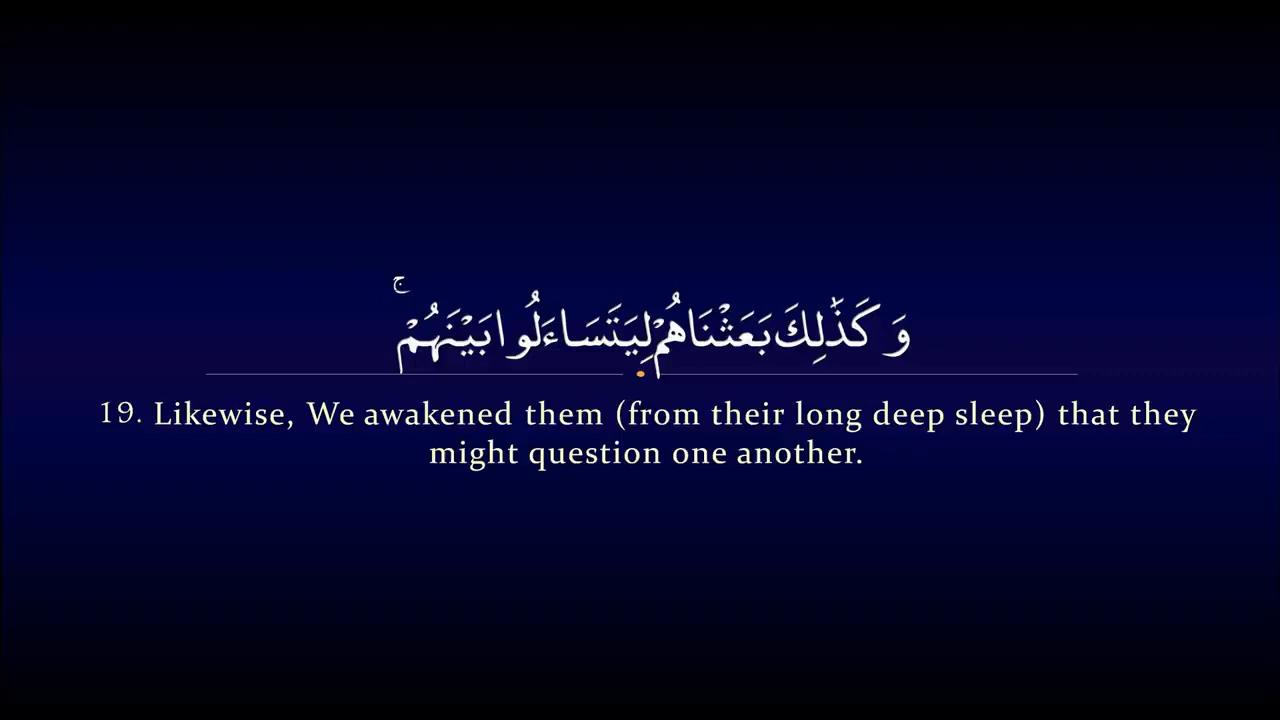 وَ كَذَٰلِكَ بَعَثْنَاهُمْ لِيَتَسَاءَلُوا بَيْنَهُمْ ۚ
19. Likewise, We awakened them (from their long deep sleep) that they
might question one another.